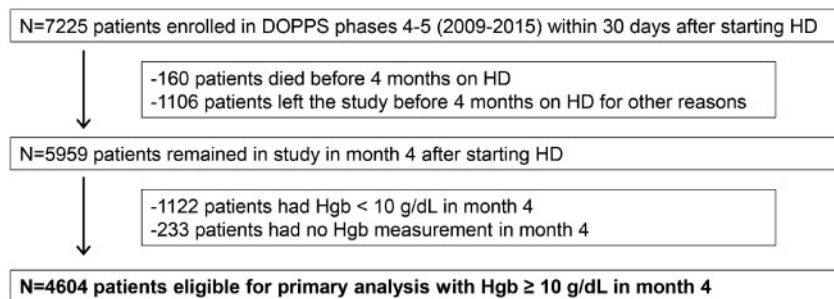 N=7225 patients enrolled in DOPPS phases 4-5 (2009-2015) within 30 days after starting HD
-160 patients died before 4 months on HD
-1106 patients left the study before 4 months on HD for other reasons
N=5959 patients remained in study in month 4 after starting HD
-1122 patients had Hgb < 10 g/dL in month 4
-233 patients had no Hgb measurement in month 4
N=4604 patients eligible for primary analysis with Hgb ≥ 10 g/dL in month 4